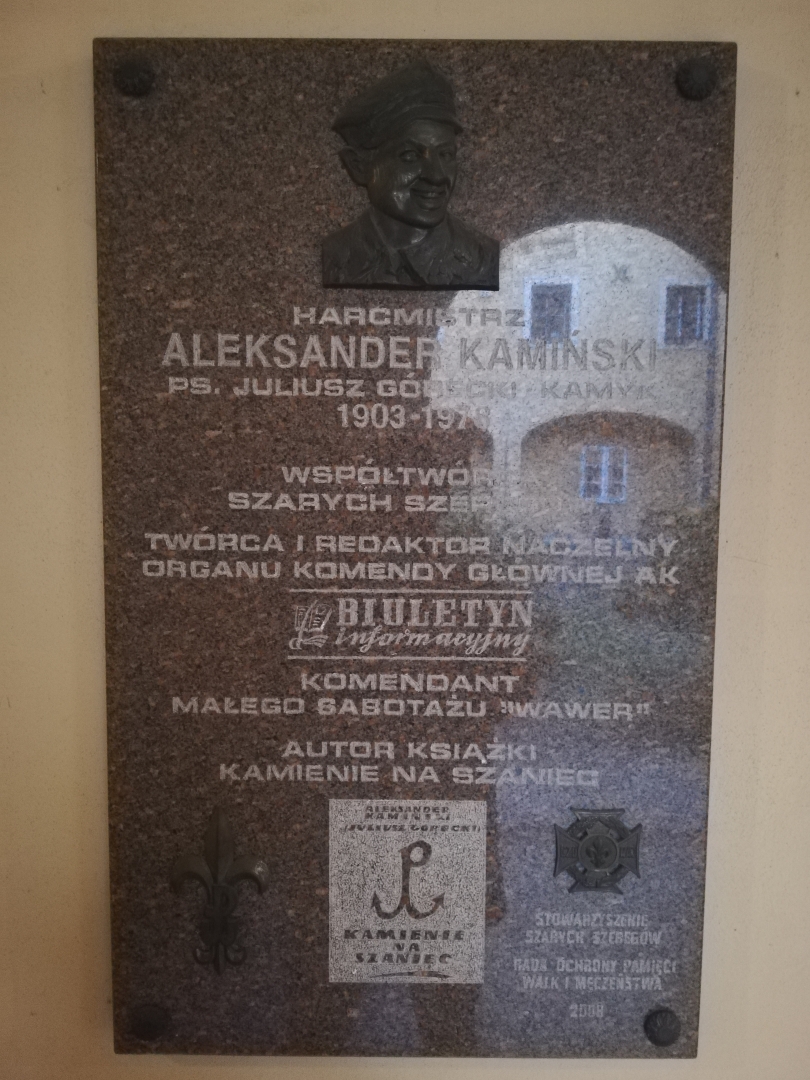 HARCMISTRZ
ALEKSANDER KAMIŃSKI
PS. JULIUSZ GÓRECKI, KAMYK
1903-1978
WSPÓŁTWÓRCA
SZARYCH SZEREGÓW
TWÓRCA I REDAKTOR NACZELNY
ORGANU KOMENDY GŁÓWNEJ AK
BIULETYN
informacyjny
KOMENDANT
MAŁEGO SABOTAŻU "WAWER"
AUTOR KSIĄŻKI
KAMIENIE NA SZANIEC
ALEKSANDER
KAMIŃSKI
(JULIUSZ GÓRECKI)
KAMIENIE
NA
SZANIEC
STOWARZYSZENIE
SZARYCH SZEREGÓW
RADA OCHRONY PAMIĘCI
WALK I MĘCZEŃSTWA
2008